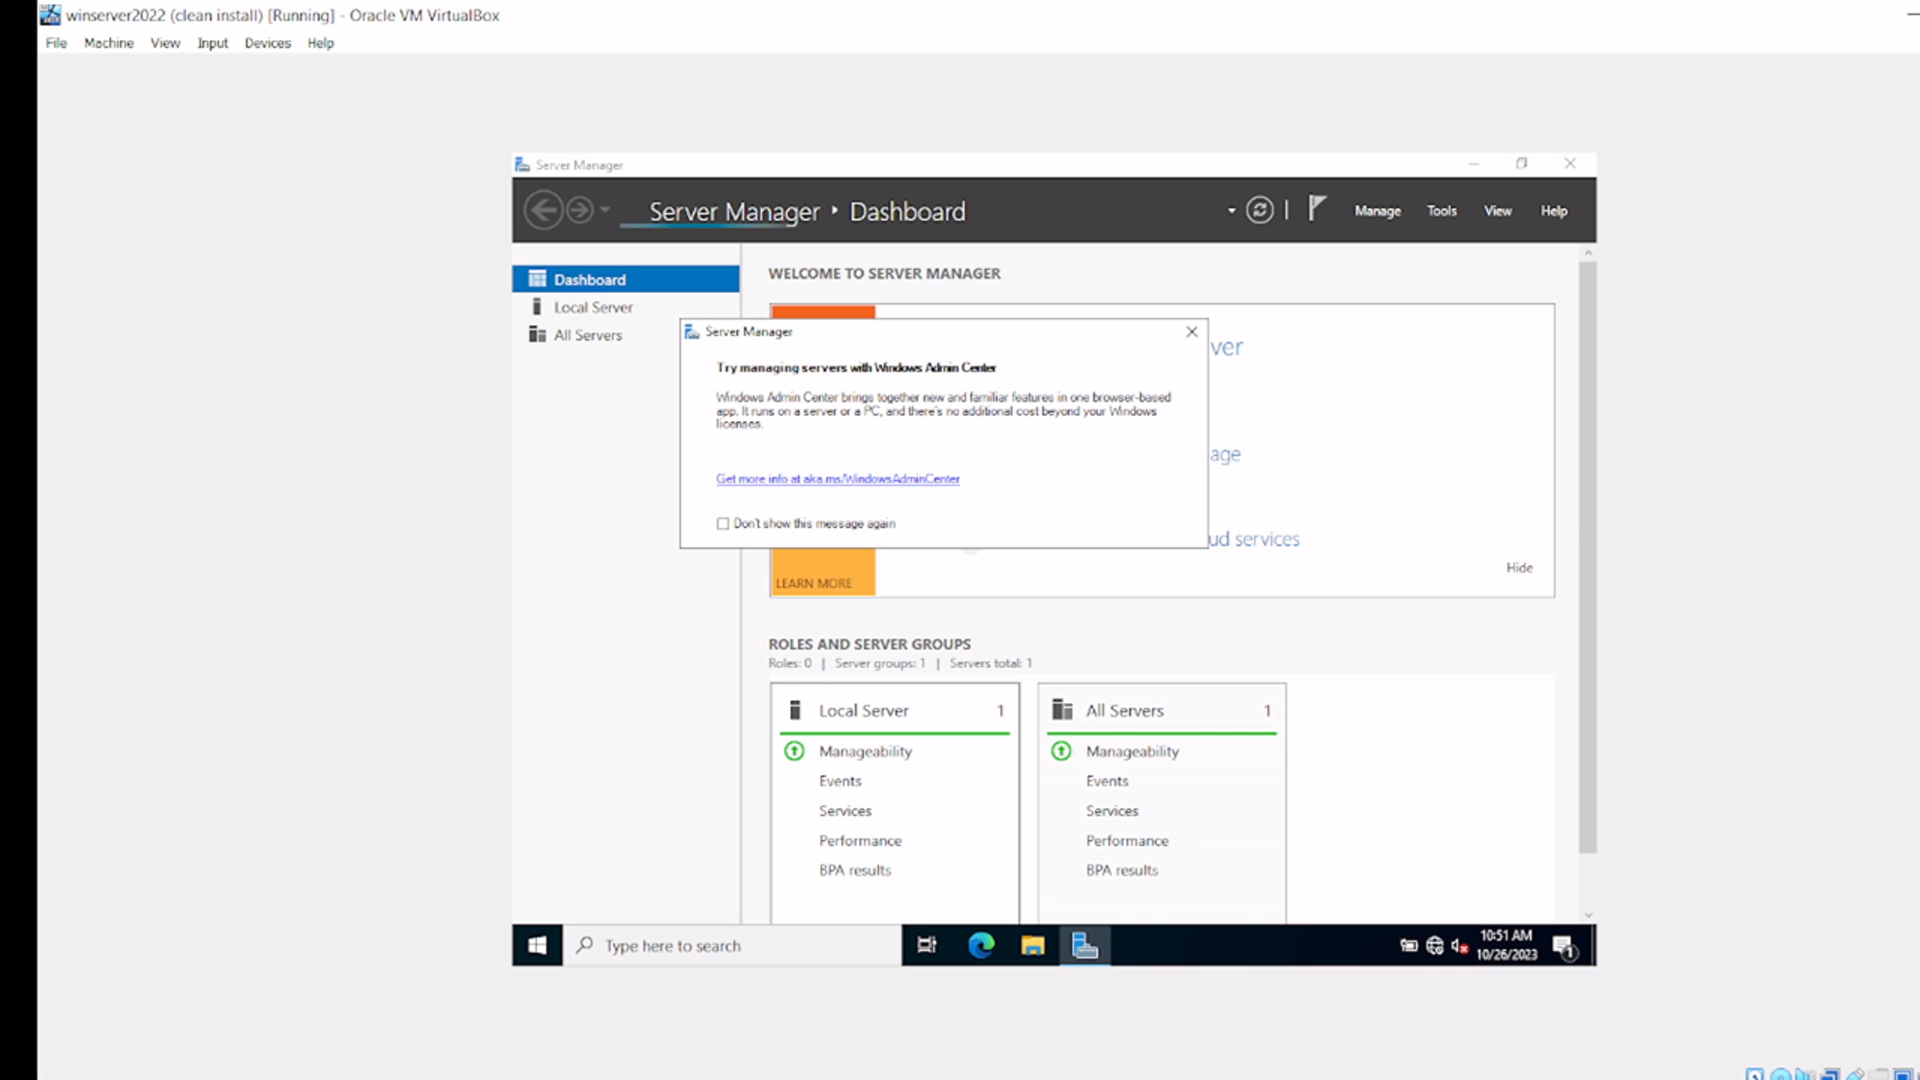 winserver2022 (clean install) [Running] - Oracle VM VirtualBox
File Machine View Input Devices Help
Server Manager
Server Manager Dashboard
Manage Tools View Help
Dashboard
Local Server
All Servers
WELCOME TO SERVER MANAGER
ver
age
ud services
Hide
LEARN MORE
Server Manager
Try managing servers with Windows Admin Center
Windows Admin Center brings together new and familiar features in one browser-based
app. It runs on a server or a PC, and there's no additional cost beyond your Windows
licenses.
Get more info at aka.ms/WindowsAdminCenter
Don't show this message again
ROLES AND SERVER GROUPS
Roles: 0 | Server groups: 1 | Servers total: 1
Local Server 1
Manageability
Events
Services
Performance
BPA results
All Servers 1
Manageability
Events
Services
Performance
BPA results
Type here to search
10:51 AM
10/26/2023
1